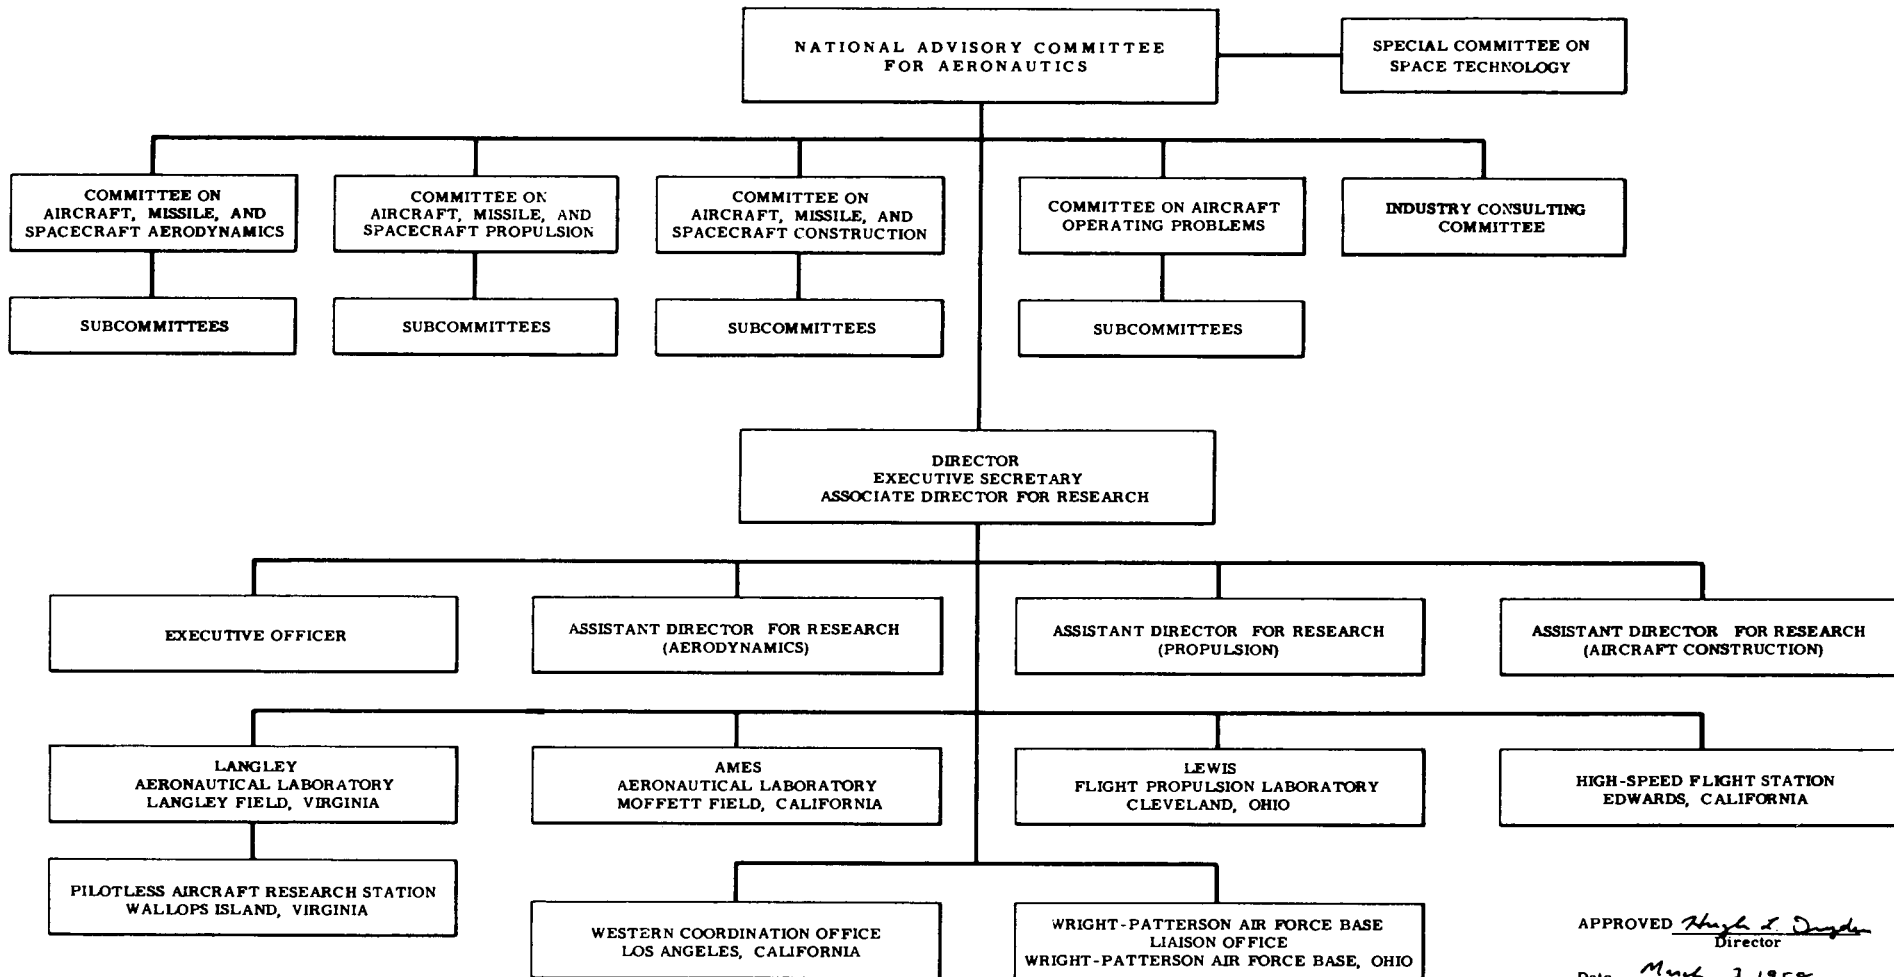 NATIONAL ADVISORY COMMITTEE
FOR AERONAUTICS
SPECIAL COMMITTEE ON
SPACE TECHNOLOGY
COMMITTEE ON
AIRCRAFT, MISSILE, AND
SPACECRAFT AERODYNAMICS
COMMITTEE ON
AIRCRAFT, MISSILE, AND
SPACECRAFT PROPULSION
COMMITTEE ON
AIRCRAFT, MISSILE, AND
SPACECRAFT CONSTRUCTION
COMMITTEE ON AIRCRAFT
OPERATING PROBLEMS
INDUSTRY CONSULTING
COMMITTEE
SUBCOMMITTEES
SUBCOMMITTEES
SUBCOMMITTEES
SUBCOMMITTEES
DIRECTOR
EXECUTIVE SECRETARY
ASSOCIATE DIRECTOR FOR RESEARCH
EXECUTIVE OFFICER
ASSISTANT DIRECTOR FOR RESEARCH
(AERODYNAMICS)
ASSISTANT DIRECTOR FOR RESEARCH
(PROPULSION)
ASSISTANT DIRECTOR FOR RESEARCH
(AIRCRAFT CONSTRUCTION)
LANGLEY
AERONAUTICAL LABORATORY
LANGLEY FIELD, VIRGINIA
AMES
AERONAUTICAL LABORATORY
MOFFETT FIELD, CALIFORNIA
LEWIS
FLIGHT PROPULSION LABORATORY
CLEVELAND, OHIO
HIGH-SPEED FLIGHT STATION
EDWARDS, CALIFORNIA
PILOTLESS AIRCRAFT RESEARCH STATION
WALLOPS ISLAND, VIRGINIA
WESTERN COORDINATION OFFICE
LOS ANGELES, CALIFORNIA
WRIGHT-PATTERSON AIR FORCE BASE
LIAISON OFFICE
WRIGHT-PATTERSON AIR FORCE BASE, OHIO
APPROVED Hugh L. Dryden
Director
Date March 1958